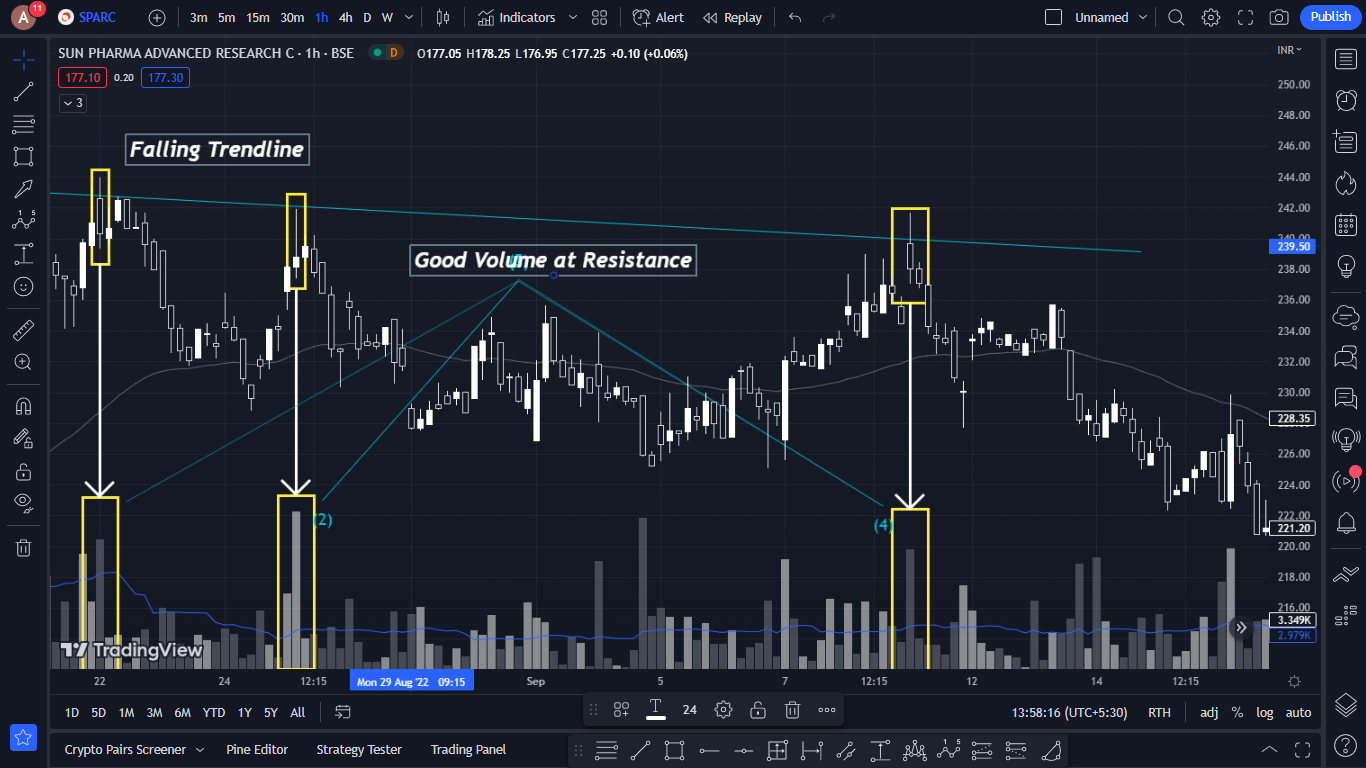 A 11 SPARC 3m 5m 15m 30m 1h 4h D W Indicators Alert Replay Unnamed Publish
SUN PHARMA ADVANCED RESEARCH C · 1h · BSE D O177.05 H178.25 L176.95 C177.25 +0.10 (+0.06%) INR
177.10 0.20 177.30
3
250.00
248.00
Falling Trendline
246.00
244.00
242.00
240.00
239.50
Good Volume at Resistance
238.00
236.00
234.00
232.00
230.00
228.35
226.00
224.00
222.00
(2) (4)
221.20
220.00
218.00
216.00
3.349K
2.979K
TradingView
22 24 12:15 Mon 29 Aug '22 09:15 Sep 5 7 12:15 12 14 12:15
1D 5D 1M 3M 6M YTD 1Y 5Y All T 24 13:58:16 (UTC+5:30) RTH adj % log auto
Crypto Pairs Screener Pine Editor Strategy Tester Trading Panel